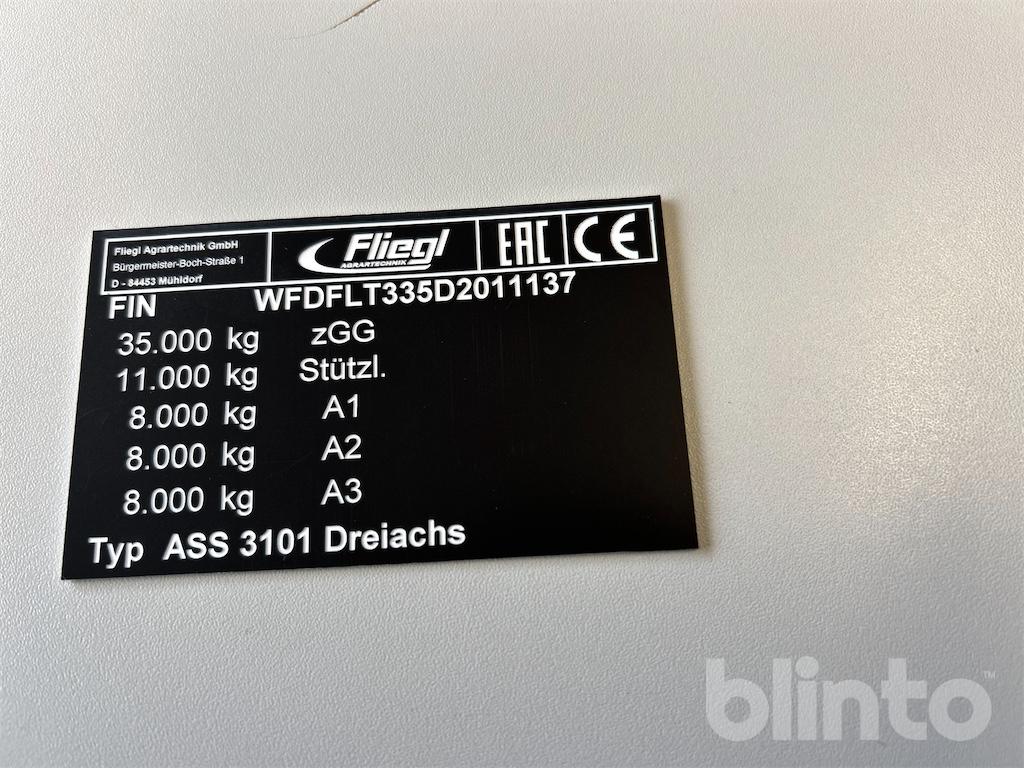 Fliegl Agrartechnik GmbH
Bürgermeister-Boch-Straße 1
D - 84453 Mühldorf
Fliegl
AGRARTECHNIK
EAC
CE
FIN WFDFLT335D2011137
35.000 kg zGG
11.000 kg Stützl.
8.000 kg A1
8.000 kg A2
8.000 kg A3
Typ ASS 3101 Dreiachs
blinto™